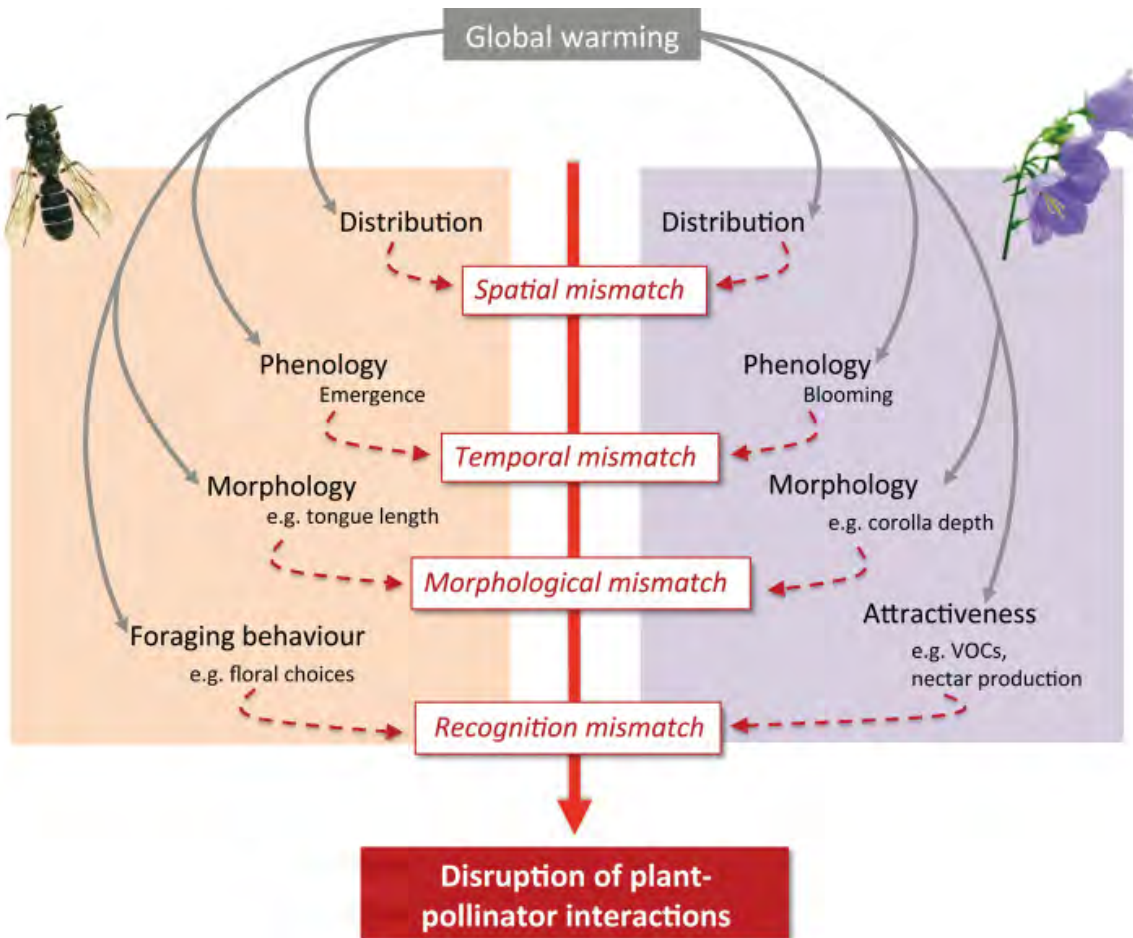 Global warming
Distribution
Distribution
Spatial mismatch
Phenology
Emergence
Phenology
Blooming
Temporal mismatch
Morphology
e.g. tongue length
Morphology
e.g. corolla depth
Morphological mismatch
Foraging behaviour
e.g. floral choices
Attractiveness
e.g. VOCs,
nectar production
Recognition mismatch
Disruption of plant-
pollinator interactions